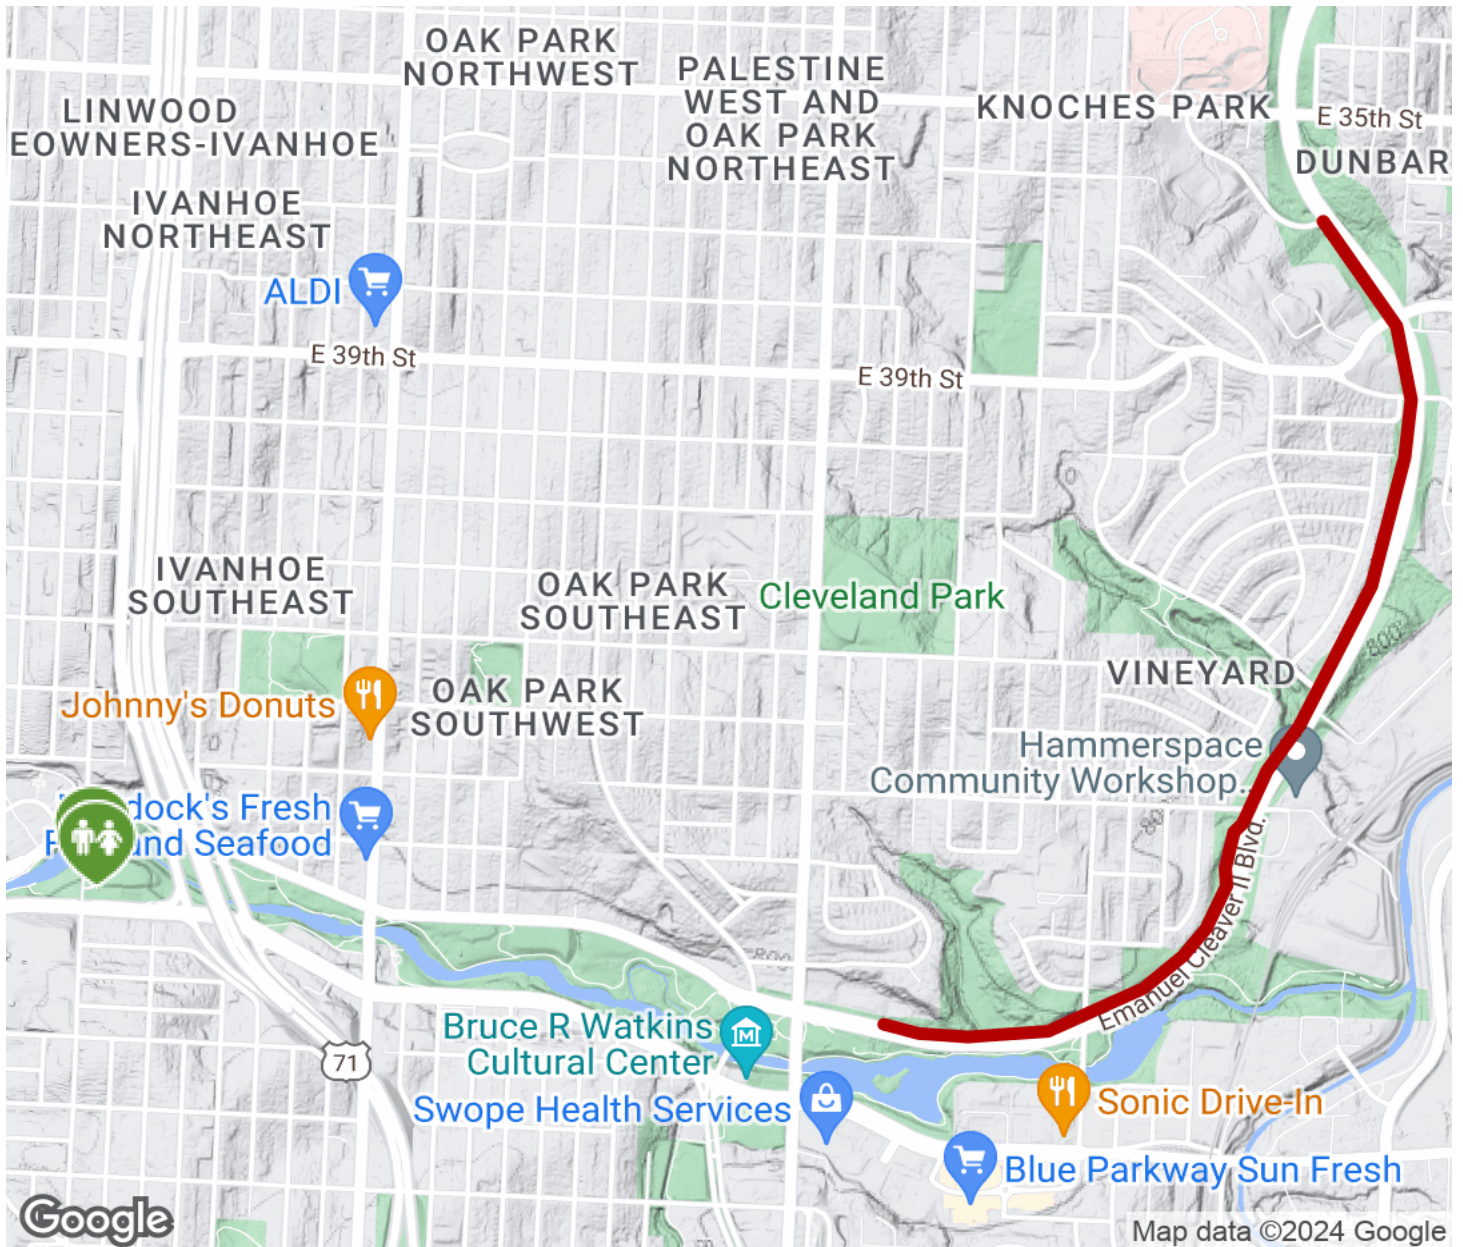 OAK PARK
NORTHWEST
PALESTINE
WEST AND
OAK PARK
NORTHEAST
KNOCHES PARK
E 35th St
DUNBAR
LINWOOD
EOWNERS-IVANHOE
IVANHOE
NORTHEAST
ALDI
E 39th St
E 39th St
IVANHOE
SOUTHEAST
OAK PARK
SOUTHEAST
Cleveland Park
800
VINEYARD
Johnny's Donuts
OAK PARK
SOUTHWEST
Hammerspace
Community Workshop...
dock's Fresh
and Seafood
Emanuel Cleaver II Blvd.
800
71
Bruce R Watkins
Cultural Center
M
Swope Health Services
Sonic Drive-In
Blue Parkway Sun Fresh
Google
Map data ©2024 Google